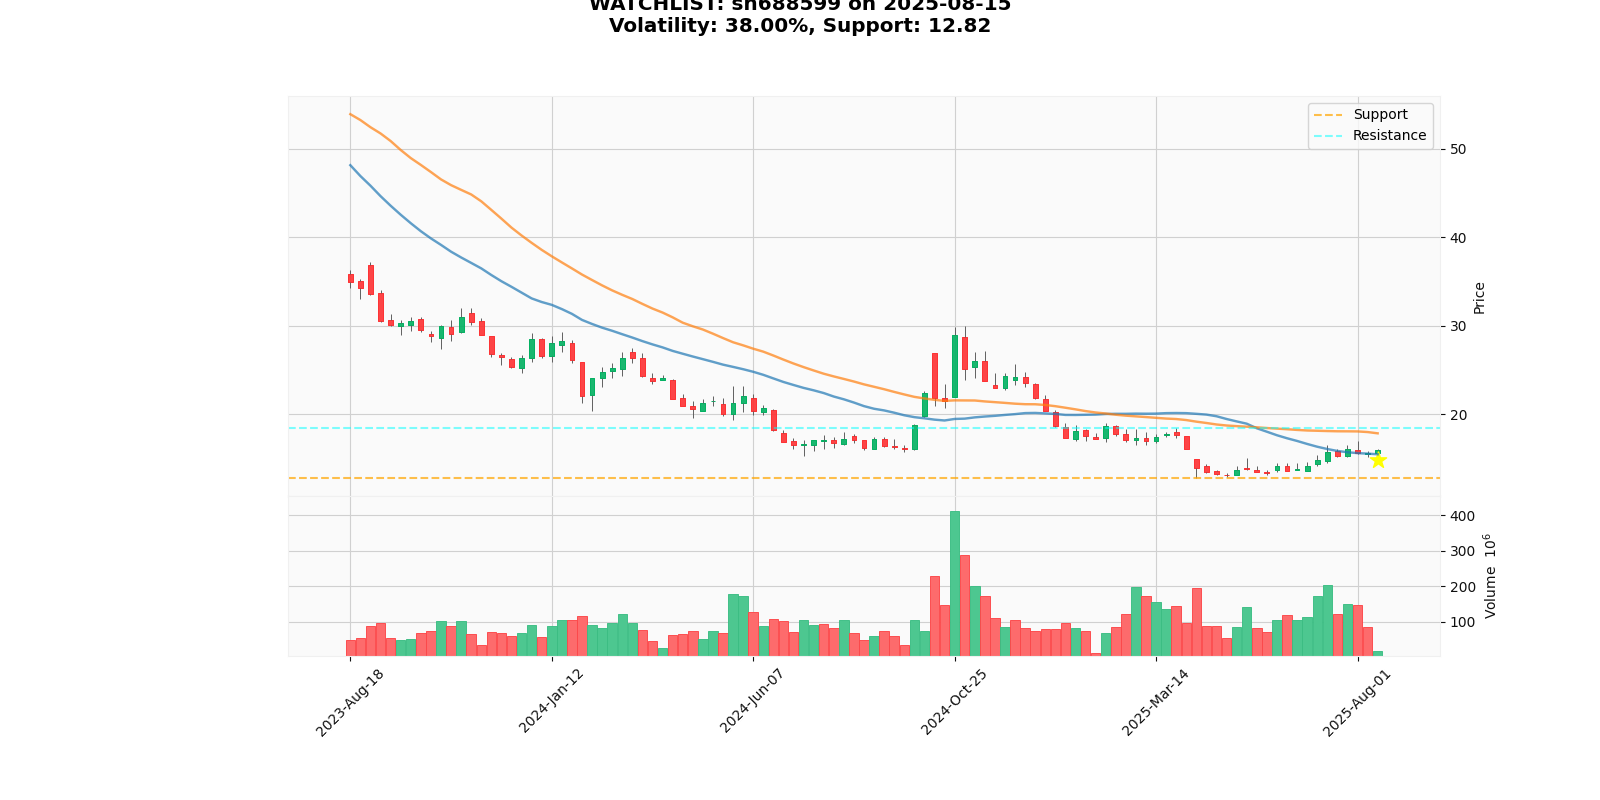 WATCHLIST: sh688599 on 2025-08-15
Volatility: 38.00%, Support: 12.82
Support
Resistance
50
40
30
20
Price
400
300
200
100
Volume 10⁶
2023-Aug-18
2024-Jan-12
2024-Jun-07
2024-Oct-25
2025-Mar-14
2025-Aug-01